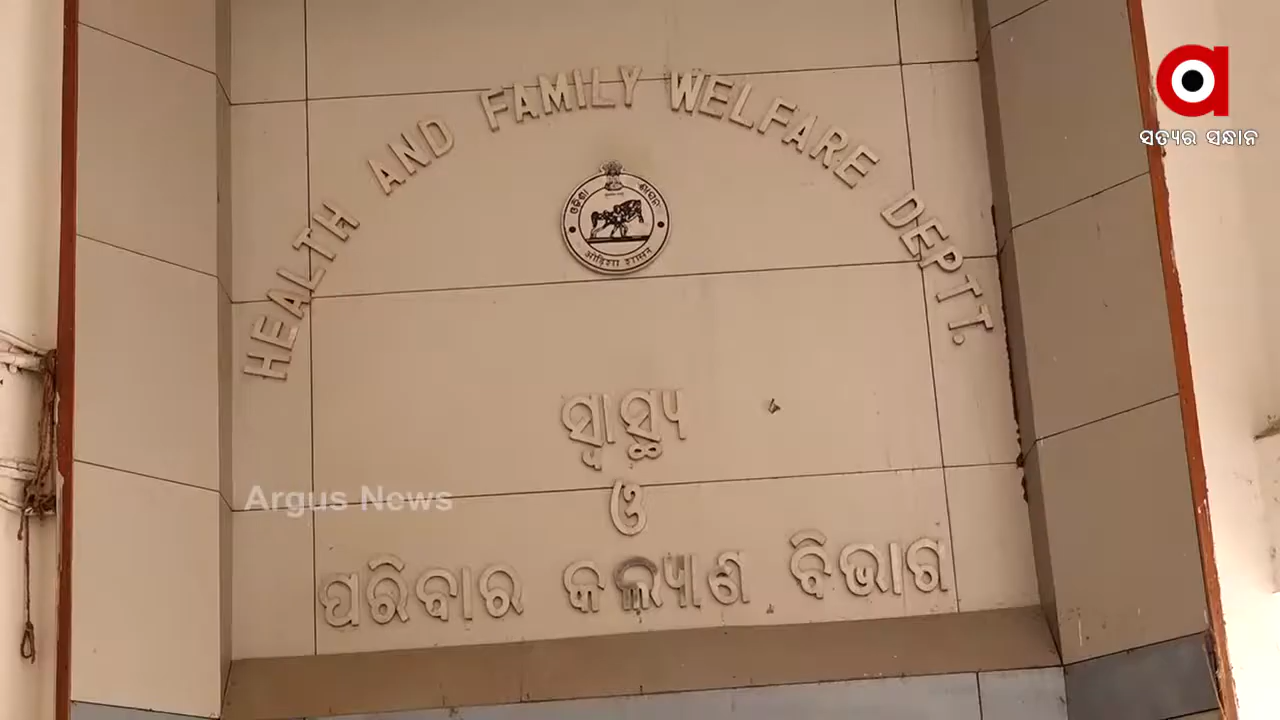 ସତ୍ୟର ସନ୍ଧାନ
HEALTH AND FAMILY WELFARE DEPTT.
ସ୍ୱାସ୍ଥ୍ୟ
ଓ
Argus News
ପରିବାର କଲ୍ୟାଣ ବିଭାଗ